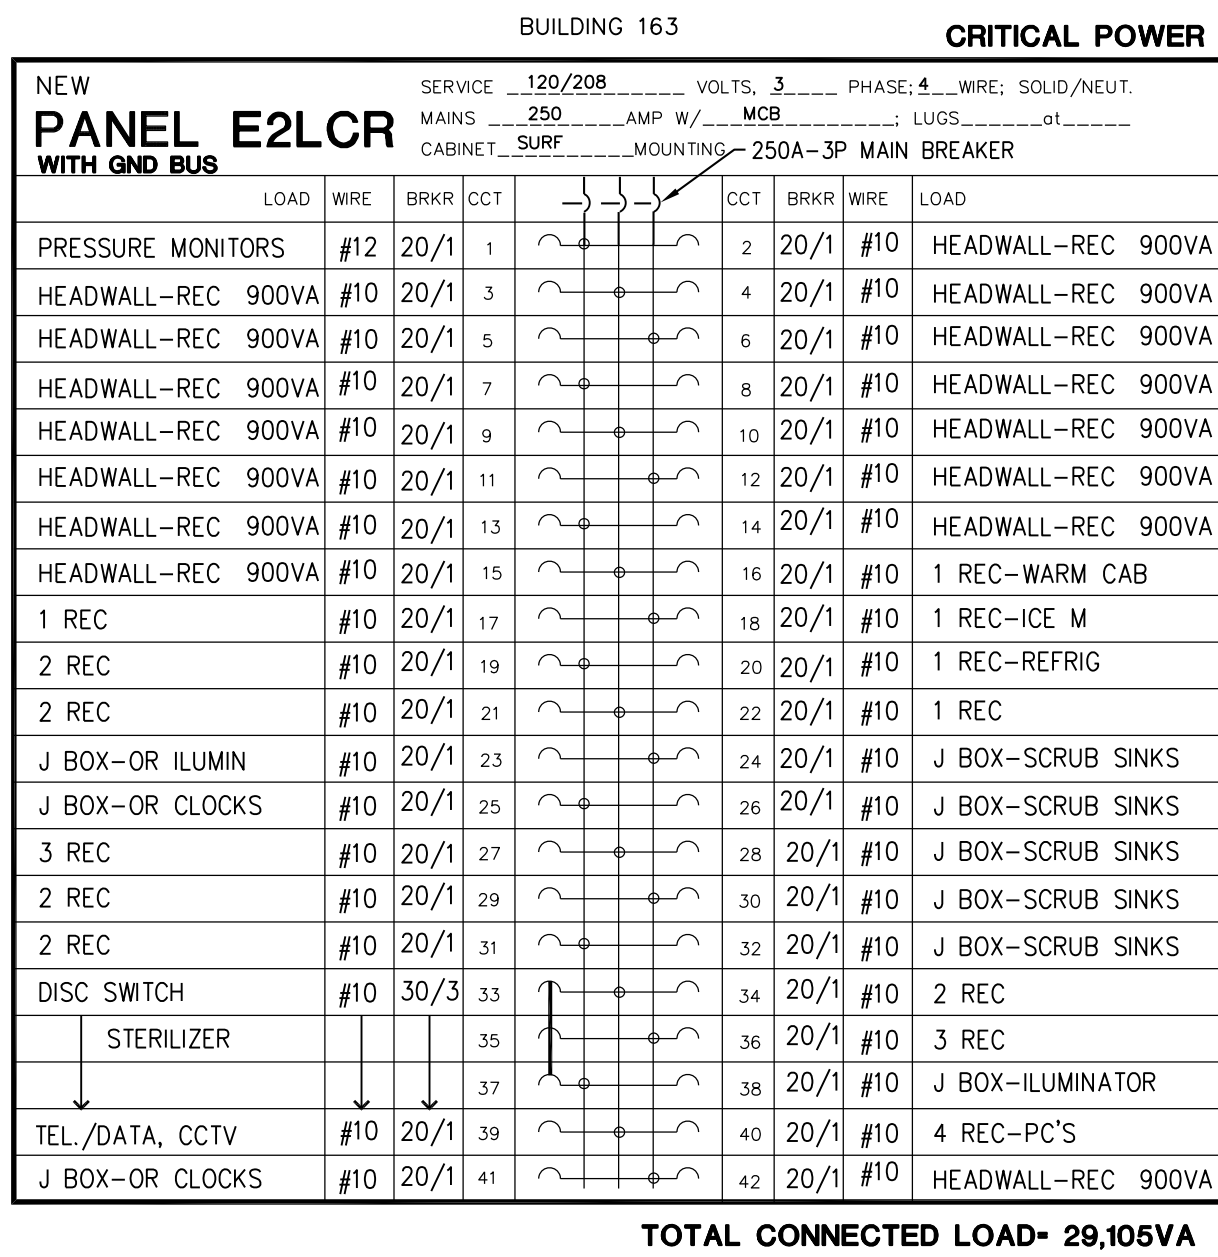 BUILDING 163
CRITICAL POWER
NEW
PANEL E2LCR
WITH GND BUS
SERVICE 120/208 VOLTS, 3 PHASE; 4 WIRE; SOLID/NEUT.
MAINS 250 AMP W/ MCB ; LUGS______at_____
CABINET SURF MOUNTING
250A-3P MAIN BREAKER
LOAD WIRE BRKR CCT CCT BRKR WIRE LOAD
PRESSURE MONITORS #12 20/1 1 2 20/1 #10 HEADWALL-REC 900VA
HEADWALL-REC 900VA #10 20/1 3 4 20/1 #10 HEADWALL-REC 900VA
HEADWALL-REC 900VA #10 20/1 5 6 20/1 #10 HEADWALL-REC 900VA
HEADWALL-REC 900VA #10 20/1 7 8 20/1 #10 HEADWALL-REC 900VA
HEADWALL-REC 900VA #10 20/1 9 10 20/1 #10 HEADWALL-REC 900VA
HEADWALL-REC 900VA #10 20/1 11 12 20/1 #10 HEADWALL-REC 900VA
HEADWALL-REC 900VA #10 20/1 13 14 20/1 #10 HEADWALL-REC 900VA
HEADWALL-REC 900VA #10 20/1 15 16 20/1 #10 1 REC-WARM CAB
1 REC #10 20/1 17 18 20/1 #10 1 REC-ICE M
2 REC #10 20/1 19 20 20/1 #10 1 REC-REFRIG
2 REC #10 20/1 21 22 20/1 #10 1 REC
J BOX-OR ILUMIN #10 20/1 23 24 20/1 #10 J BOX-SCRUB SINKS
J BOX-OR CLOCKS #10 20/1 25 26 20/1 #10 J BOX-SCRUB SINKS
3 REC #10 20/1 27 28 20/1 #10 J BOX-SCRUB SINKS
2 REC #10 20/1 29 30 20/1 #10 J BOX-SCRUB SINKS
2 REC #10 20/1 31 32 20/1 #10 J BOX-SCRUB SINKS
DISC SWITCH #10 30/3 33 34 20/1 #10 2 REC
STERILIZER 35 36 20/1 #10 3 REC
37 38 20/1 #10 J BOX-ILUMINATOR
TEL./DATA, CCTV #10 20/1 39 40 20/1 #10 4 REC-PC'S
J BOX-OR CLOCKS #10 20/1 41 42 20/1 #10 HEADWALL-REC 900VA
TOTAL CONNECTED LOAD= 29,105VA